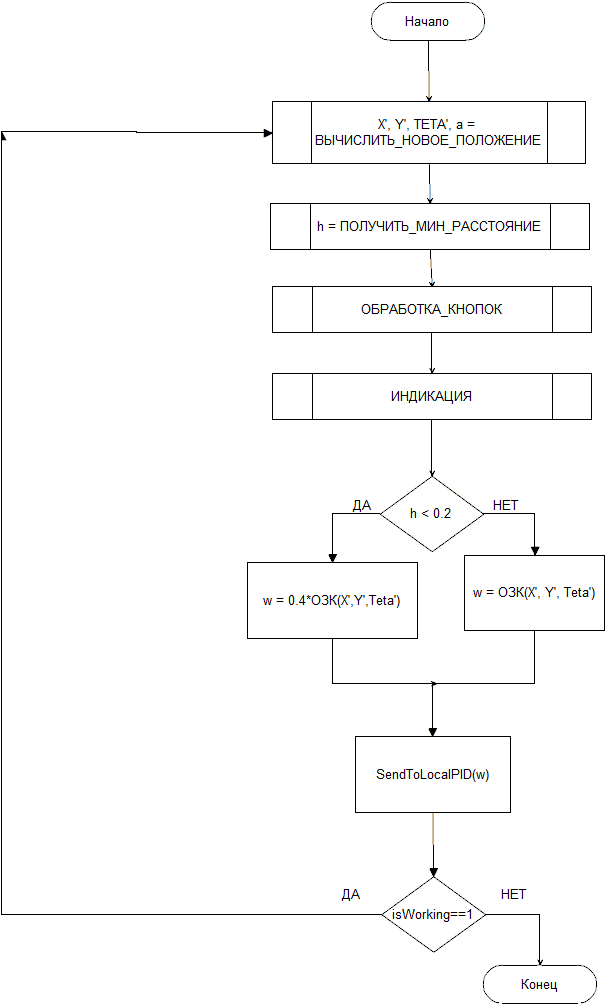 Начало
X', Y', TETA', a =
ВЫЧИСЛИТЬ_НОВОЕ_ПОЛОЖЕНИЕ
h = ПОЛУЧИТЬ_МИН_РАССТОЯНИЕ
ОБРАБОТКА_КНОПОК
ИНДИКАЦИЯ
ДА
h < 0.2
НЕТ
w = 0.4*ОЗК(X',Y',Teta')
w = ОЗК(X', Y', Teta')
SendToLocalPID(w)
ДА
isWorking==1
НЕТ
Конец